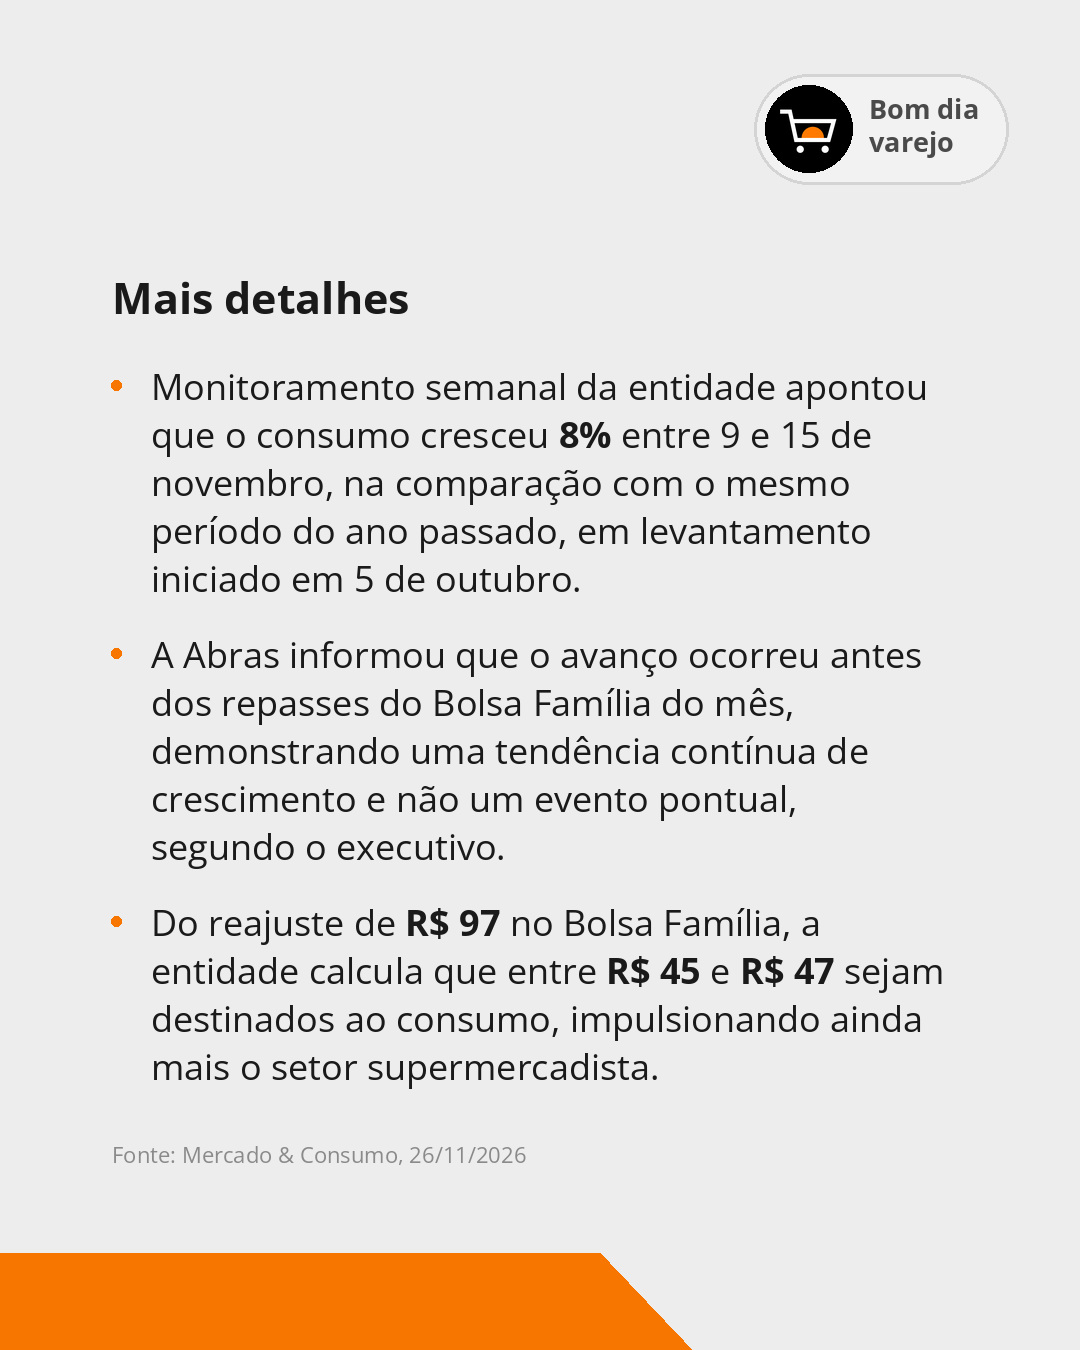 Bom dia
varejo
Mais detalhes
• Monitoramento semanal da entidade apontou
que o consumo cresceu 8% entre 9 e 15 de
novembro, na comparação com o mesmo
período do ano passado, em levantamento
iniciado em 5 de outubro.
• A Abras informou que o avanço ocorreu antes
dos repasses do Bolsa Família do mês,
demonstrando uma tendência contínua de
crescimento e não um evento pontual,
segundo o executivo.
• Do reajuste de R$ 97 no Bolsa Família, a
entidade calcula que entre R$ 45 e R$ 47 sejam
destinados ao consumo, impulsionando ainda
mais o setor supermercadista.
Fonte: Mercado & Consumo, 26/11/2026